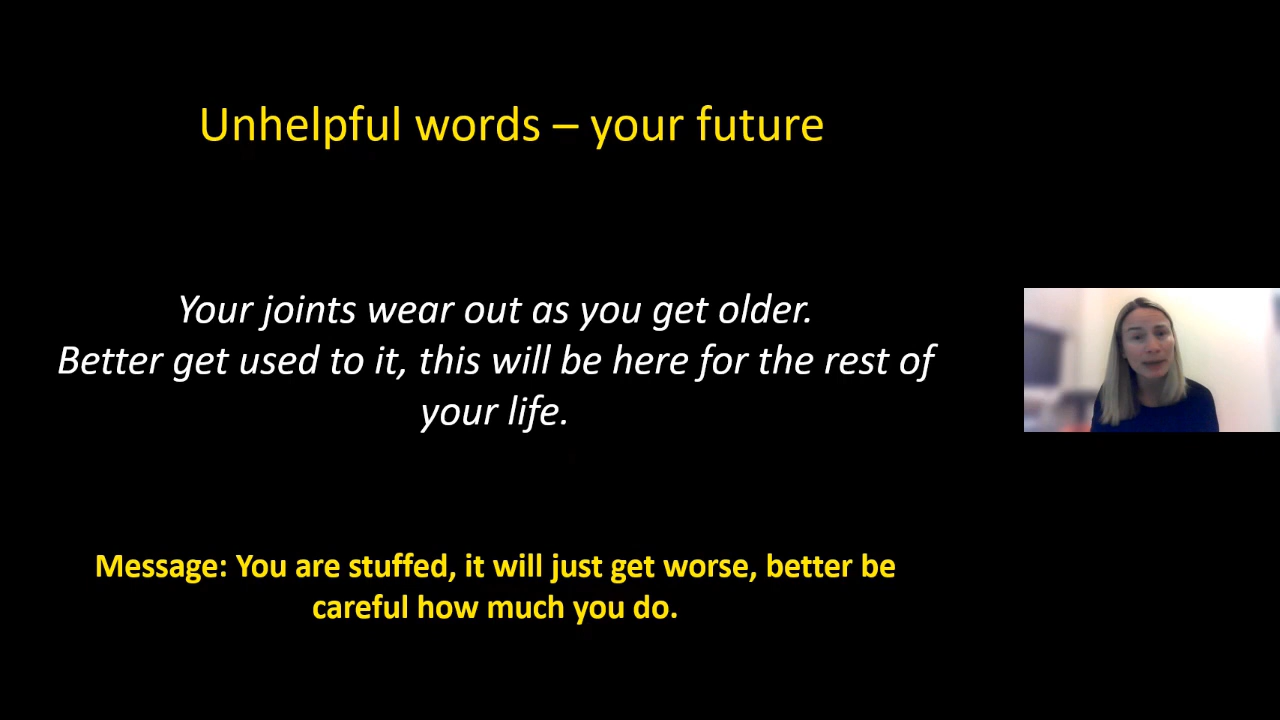 Unhelpful words – your future
Your joints wear out as you get older.
Better get used to it, this will be here for the rest of
your life.
Message: You are stuffed, it will just get worse, better be
careful how much you do.